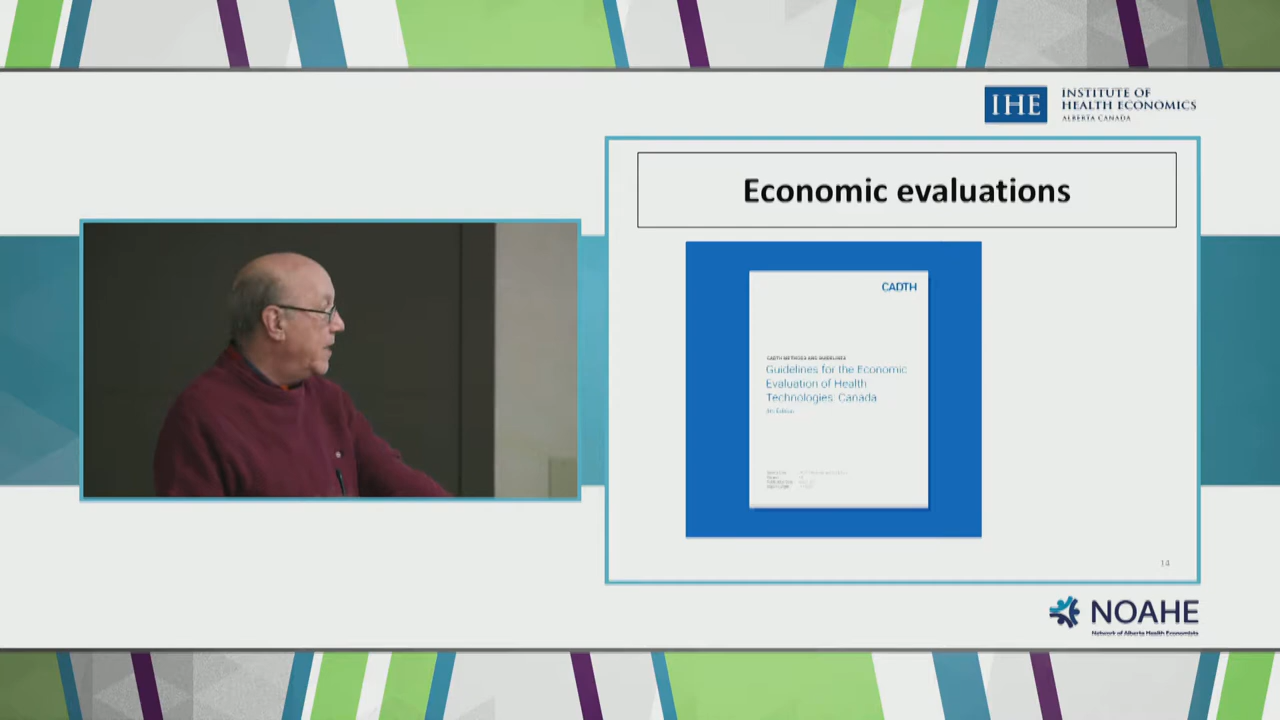 IHE
INSTITUTE OF
HEALTH ECONOMICS
ALBERTA CANADA
Economic evaluations
CADTH
CADTH METHODS AND GUIDELINES
Guidelines for the Economic
Evaluation of Health
Technologies: Canada
14
NOAHE
Network of Alberta Health Economists